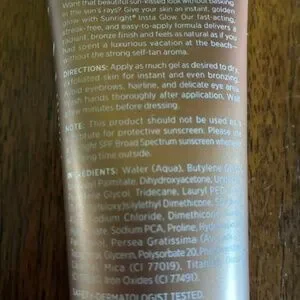 Want that beautiful sun-kissed look without basking
in the sun's rays? Give your skin an instant, golden
glow with Sunright® Insta Glow. Our fast-acting,
streak-free, and easy-to-apply formula delivers a
radiant, bronze finish and feels as natural as if you
had spent a luxurious vacation at the beach—
without the strong self-tan aroma.
DIRECTIONS: Apply as much gel as desired to dry,
exfoliated skin for instant and even bronzing.
Avoid eyebrows, hairline, and delicate eye area.
Wash hands thoroughly after application. Wait
few minutes before dressing.
NOTE: This product should not be used as a
substitute for protective sunscreen. Please use
Sunright SPF Broad Spectrum sunscreen when
time outside.
INGREDIENTS: Water (Aqua), Butylene
Palmitate, Dihydroxyacetone,
Glycol, Tridecane, Lauryl PEG
Dimethicone,
Sodium Chloride, Dimethicone
Sodium PCA, Proline,
Persea Gratissima
Glycerin, Polysorbate 20,
Mica (CI 77019),
Iron Oxides (CI 77491).
DERMATOLOGIST TESTED